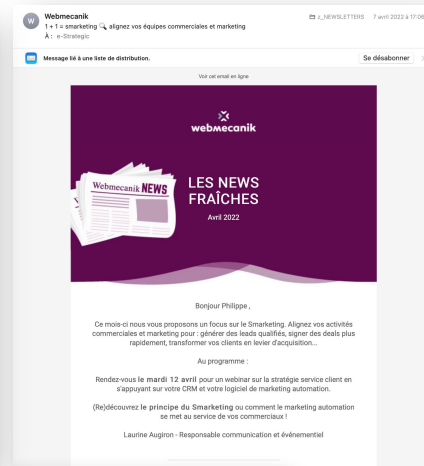 W
Webmecanik
z_NEWSLETTERS 7 avril 2022 à 17:06
1 + 1 = smarketing 🔍 alignez vos équipes commerciales et marketing
À : e-Strategic
Message lié à une liste de distribution.
Se désabonner
Voir cet email en ligne
webmecanik
Webmecanik NEWS
LES NEWS
FRAÎCHES
Avril 2022
Bonjour Philippe ,
Ce mois-ci nous vous proposons un focus sur le Smarketing. Alignez vos activités
commerciales et marketing pour : générer des leads qualifiés, signer des deals plus
rapidement, transformer vos clients en levier d'acquisition...
Au programme :
Rendez-vous le mardi 12 avril pour un webinar sur la stratégie service client en
s'appuyant sur votre CRM et votre logiciel de marketing automation.
(Re)découvrez le principe du Smarketing ou comment le marketing automation
se met au service de vos commerciaux !
Laurine Augiron - Responsable communication et événementiel